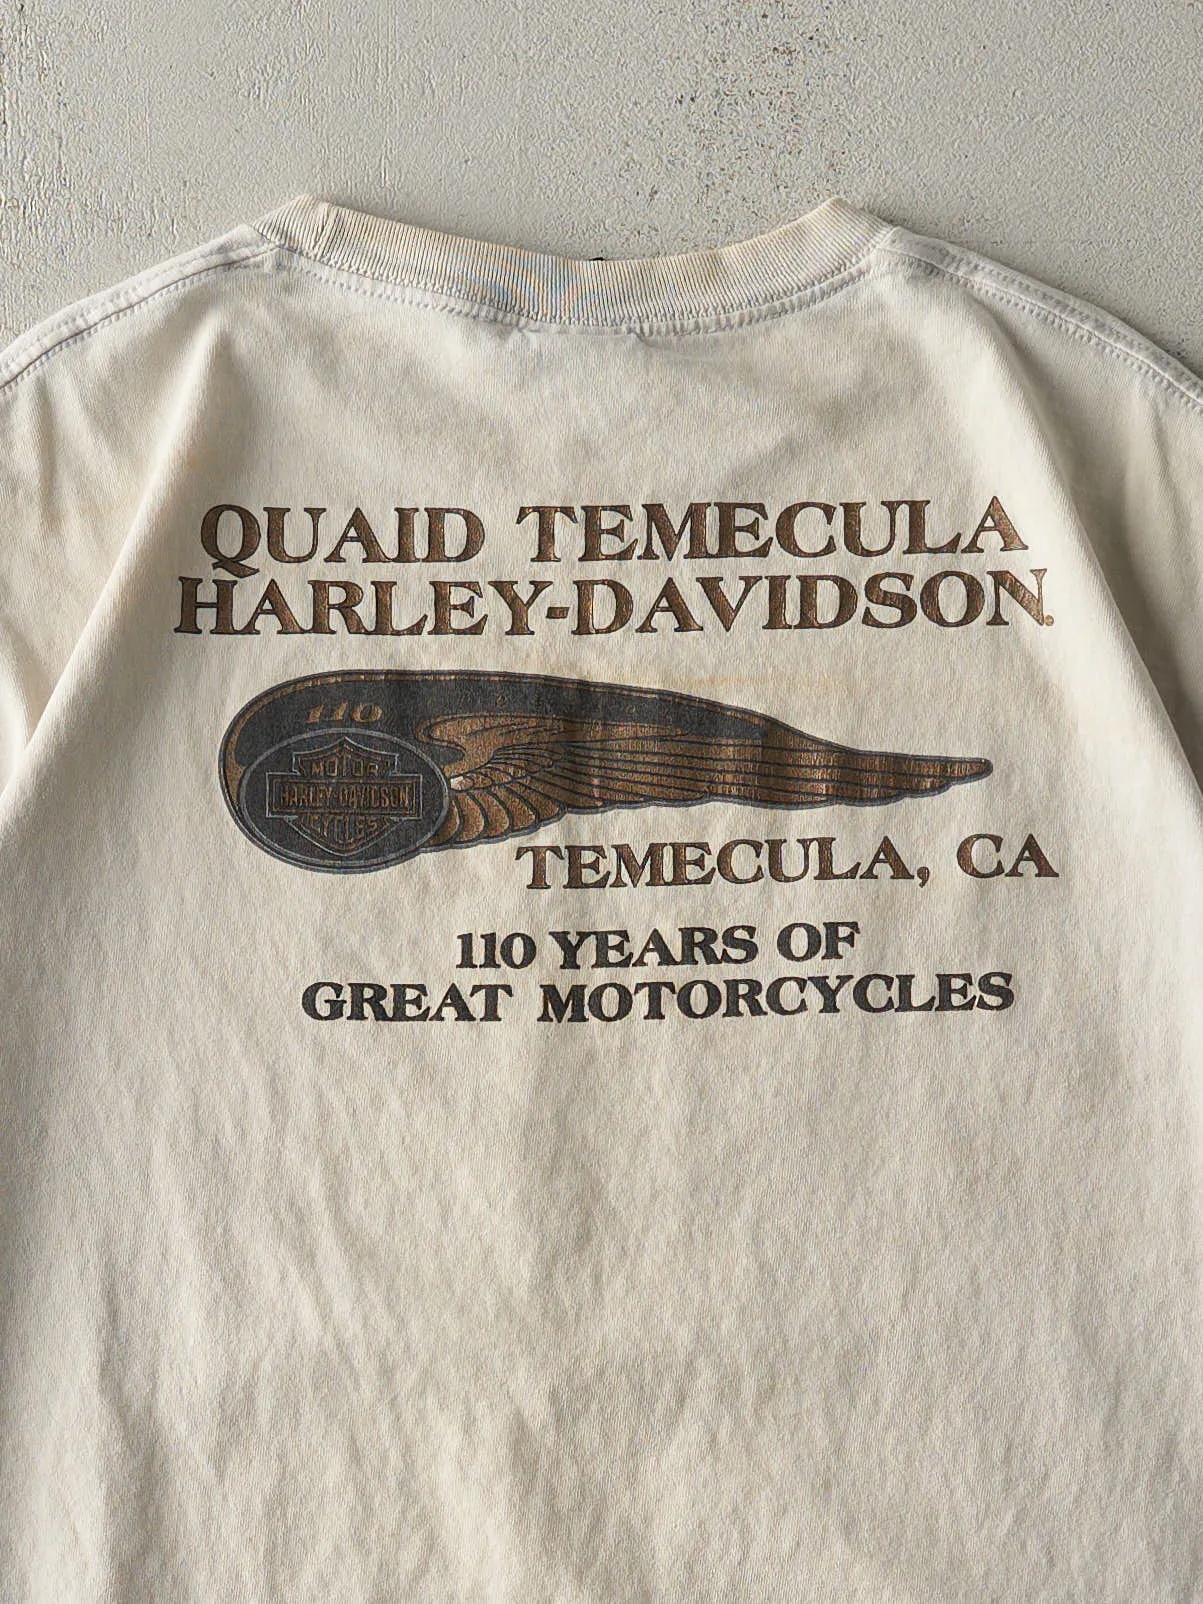 QUAID TEMECULA
HARLEY-DAVIDSON®
110
MOTOR
HARLEY-DAVIDSON
CYCLES
TEMECULA, CA
110 YEARS OF
GREAT MOTORCYCLES